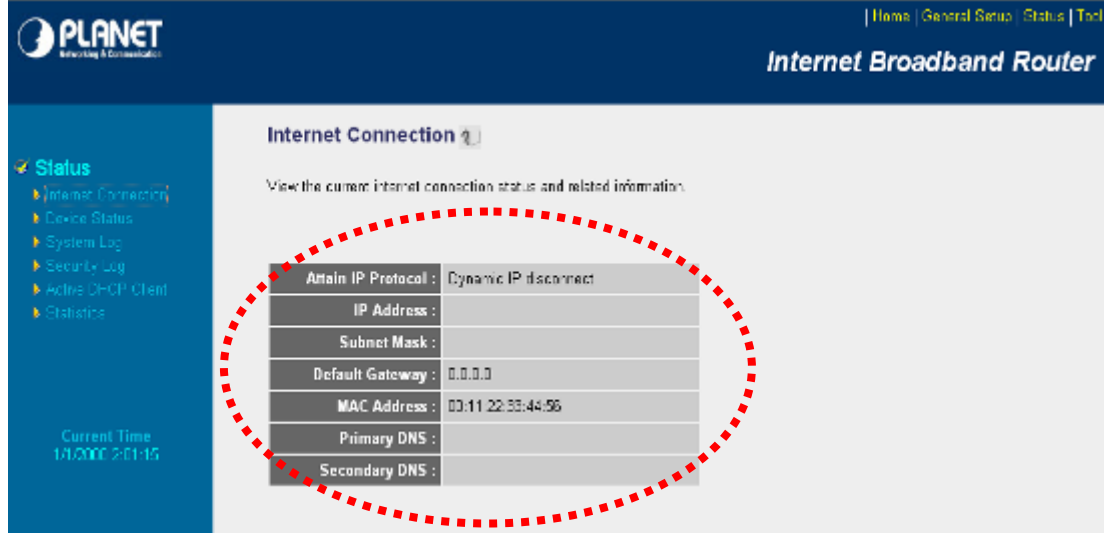 PLANET
Networking & Communication
| Home | General Setup | Status | Tool
Internet Broadband Router
Internet Connection
Status
Internet Connection
Device Status
System Log
Security Log
Active DHCP Client
Statistics
Current Time
1/1/2000 2:01:15
View the current internet connection status and related information.
Attain IP Protocol : Dynamic IP disconnect
IP Address :
Subnet Mask :
Default Gateway : 0.0.0.0
MAC Address : 00:11:22:33:44:56
Primary DNS :
Secondary DNS :